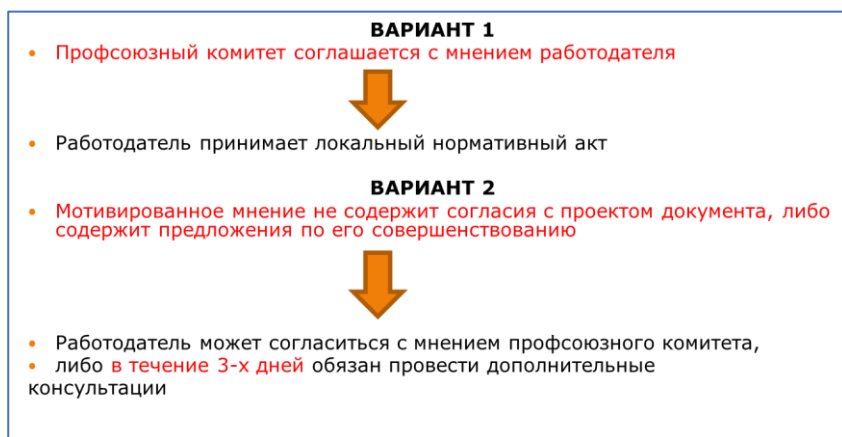 ВАРИАНТ 1
• Профсоюзный комитет соглашается с мнением работодателя
• Работодатель принимает локальный нормативный акт
ВАРИАНТ 2
• Мотивированное мнение не содержит согласия с проектом документа, либо
содержит предложения по его совершенствованию
• Работодатель может согласиться с мнением профсоюзного комитета,
• либо в течение 3-х дней обязан провести дополнительные
консультации